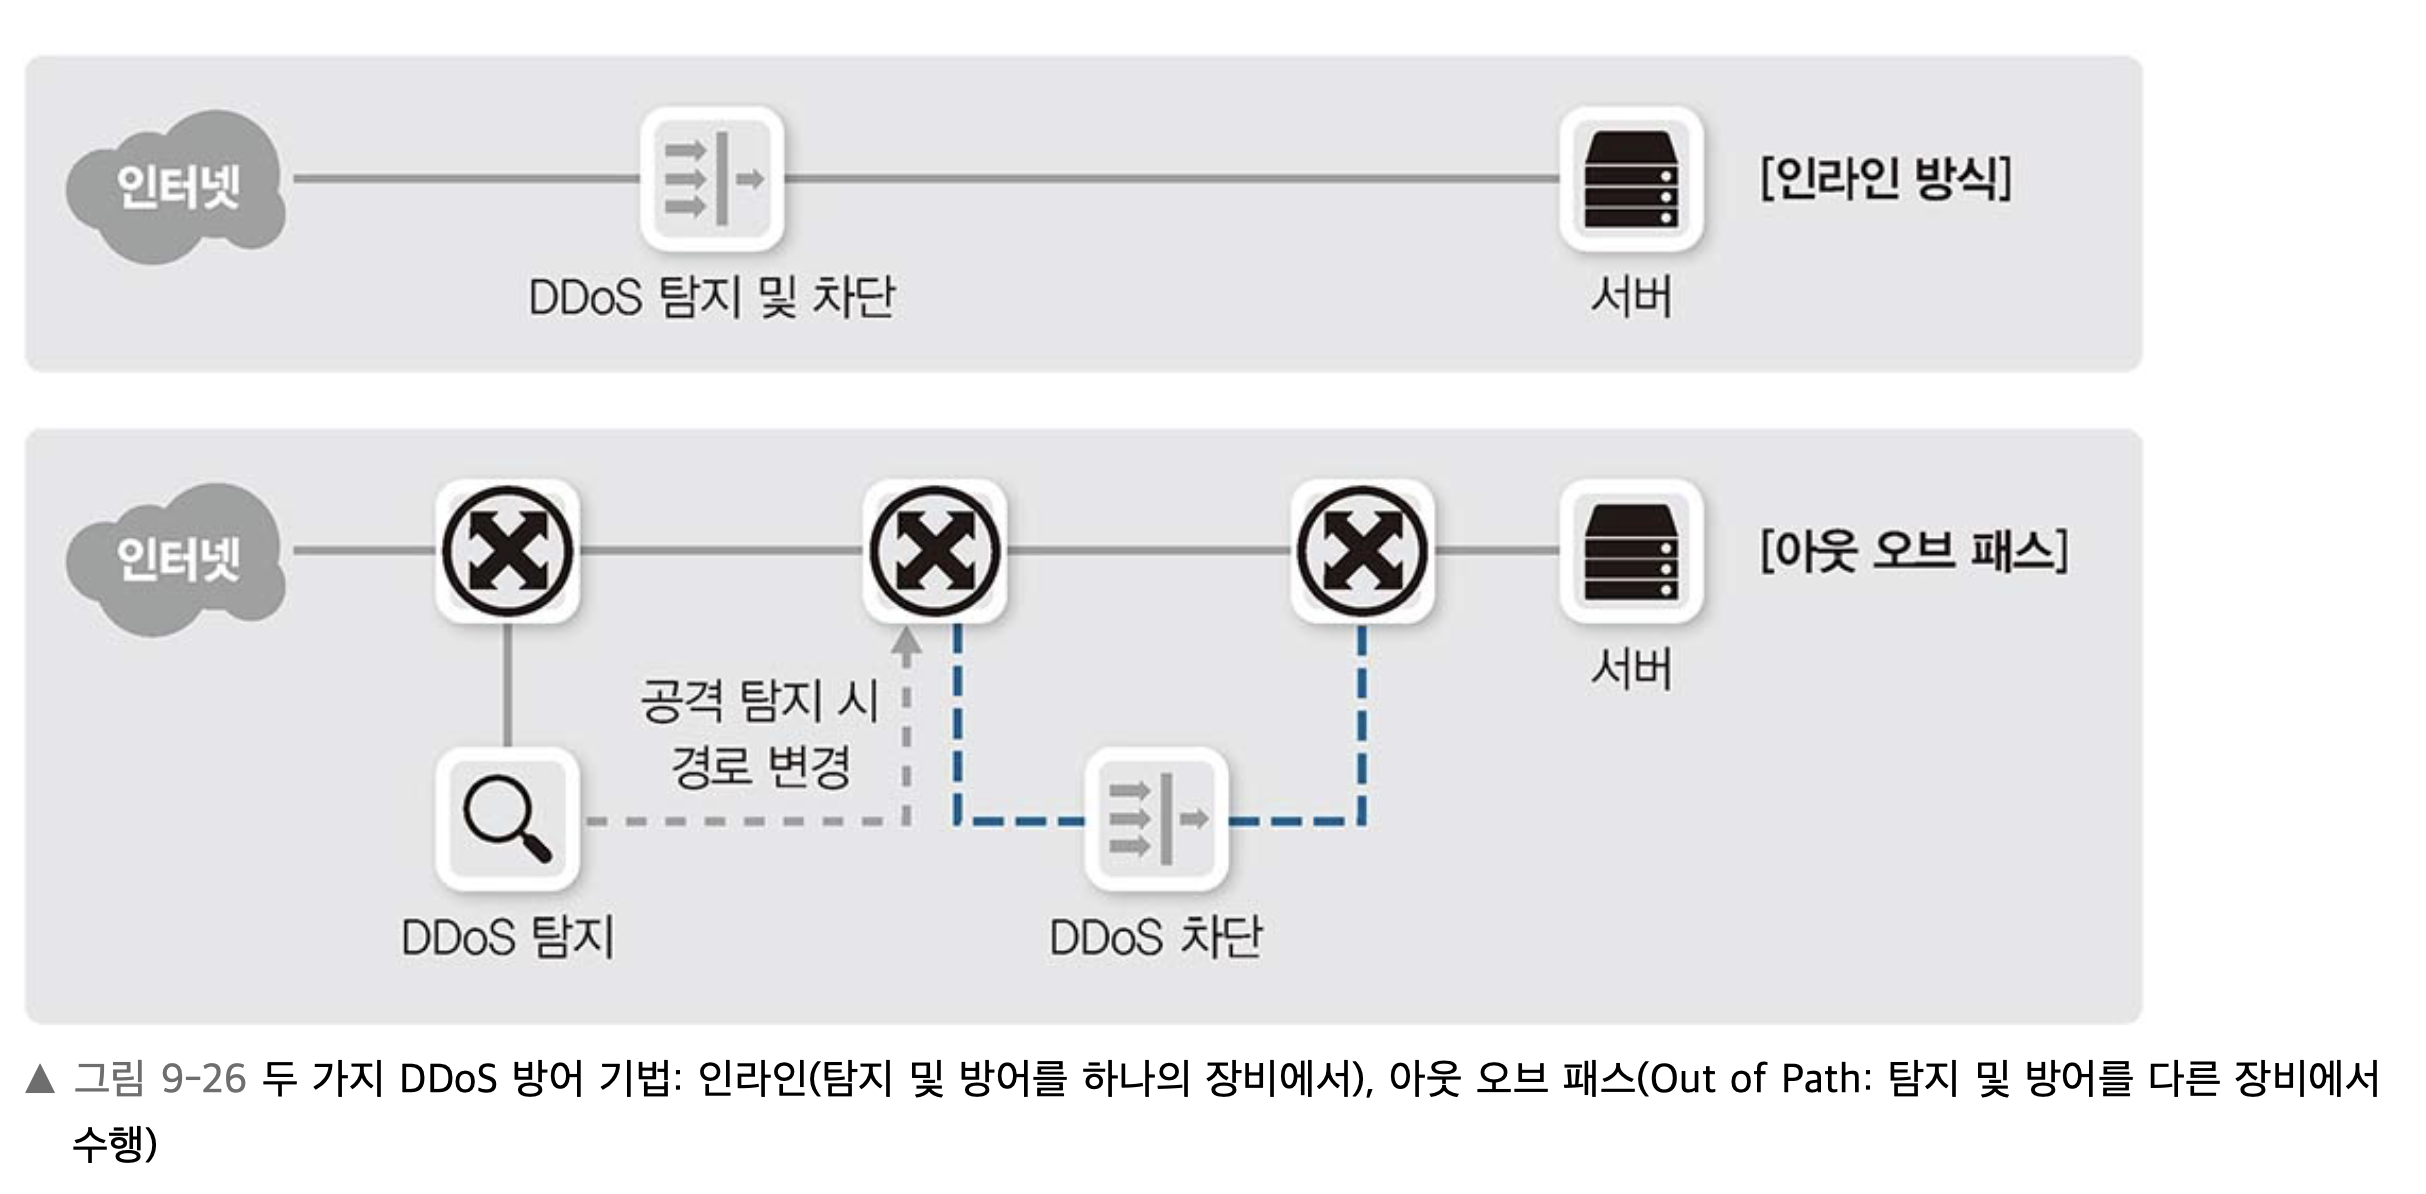 인터넷
[인라인 방식]
DDoS 탐지 및 차단
서버
인터넷
[아웃 오브 패스]
서버
공격 탐지 시
경로 변경
DDoS 탐지
DDoS 차단
▲ 그림 9-26 두 가지 DDoS 방어 기법: 인라인(탐지 및 방어를 하나의 장비에서), 아웃 오브 패스(Out of Path: 탐지 및 방어를 다른 장비에서
수행)